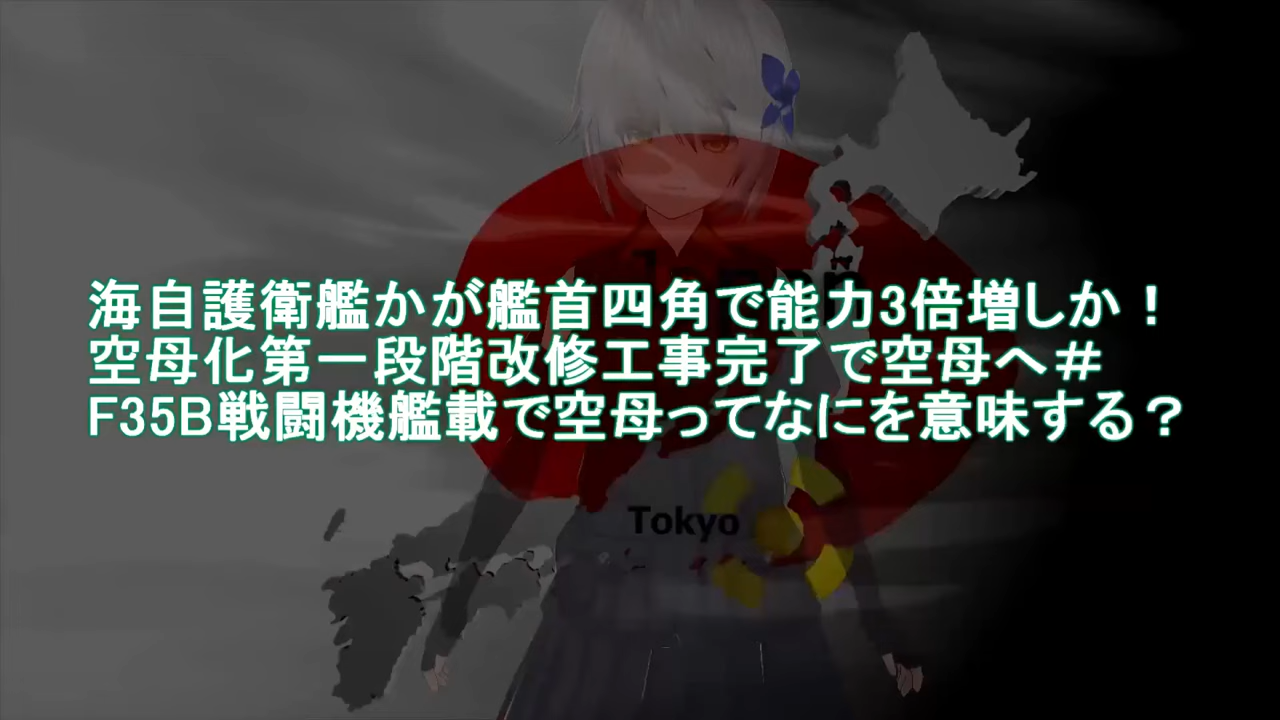 海自護衛艦かが艦首四角で能力3倍増しか！
空母化第一段階改修工事完了で空母へ＃
F35B戦闘機艦載で空母ってなにを意味する？
Japan
Tokyo